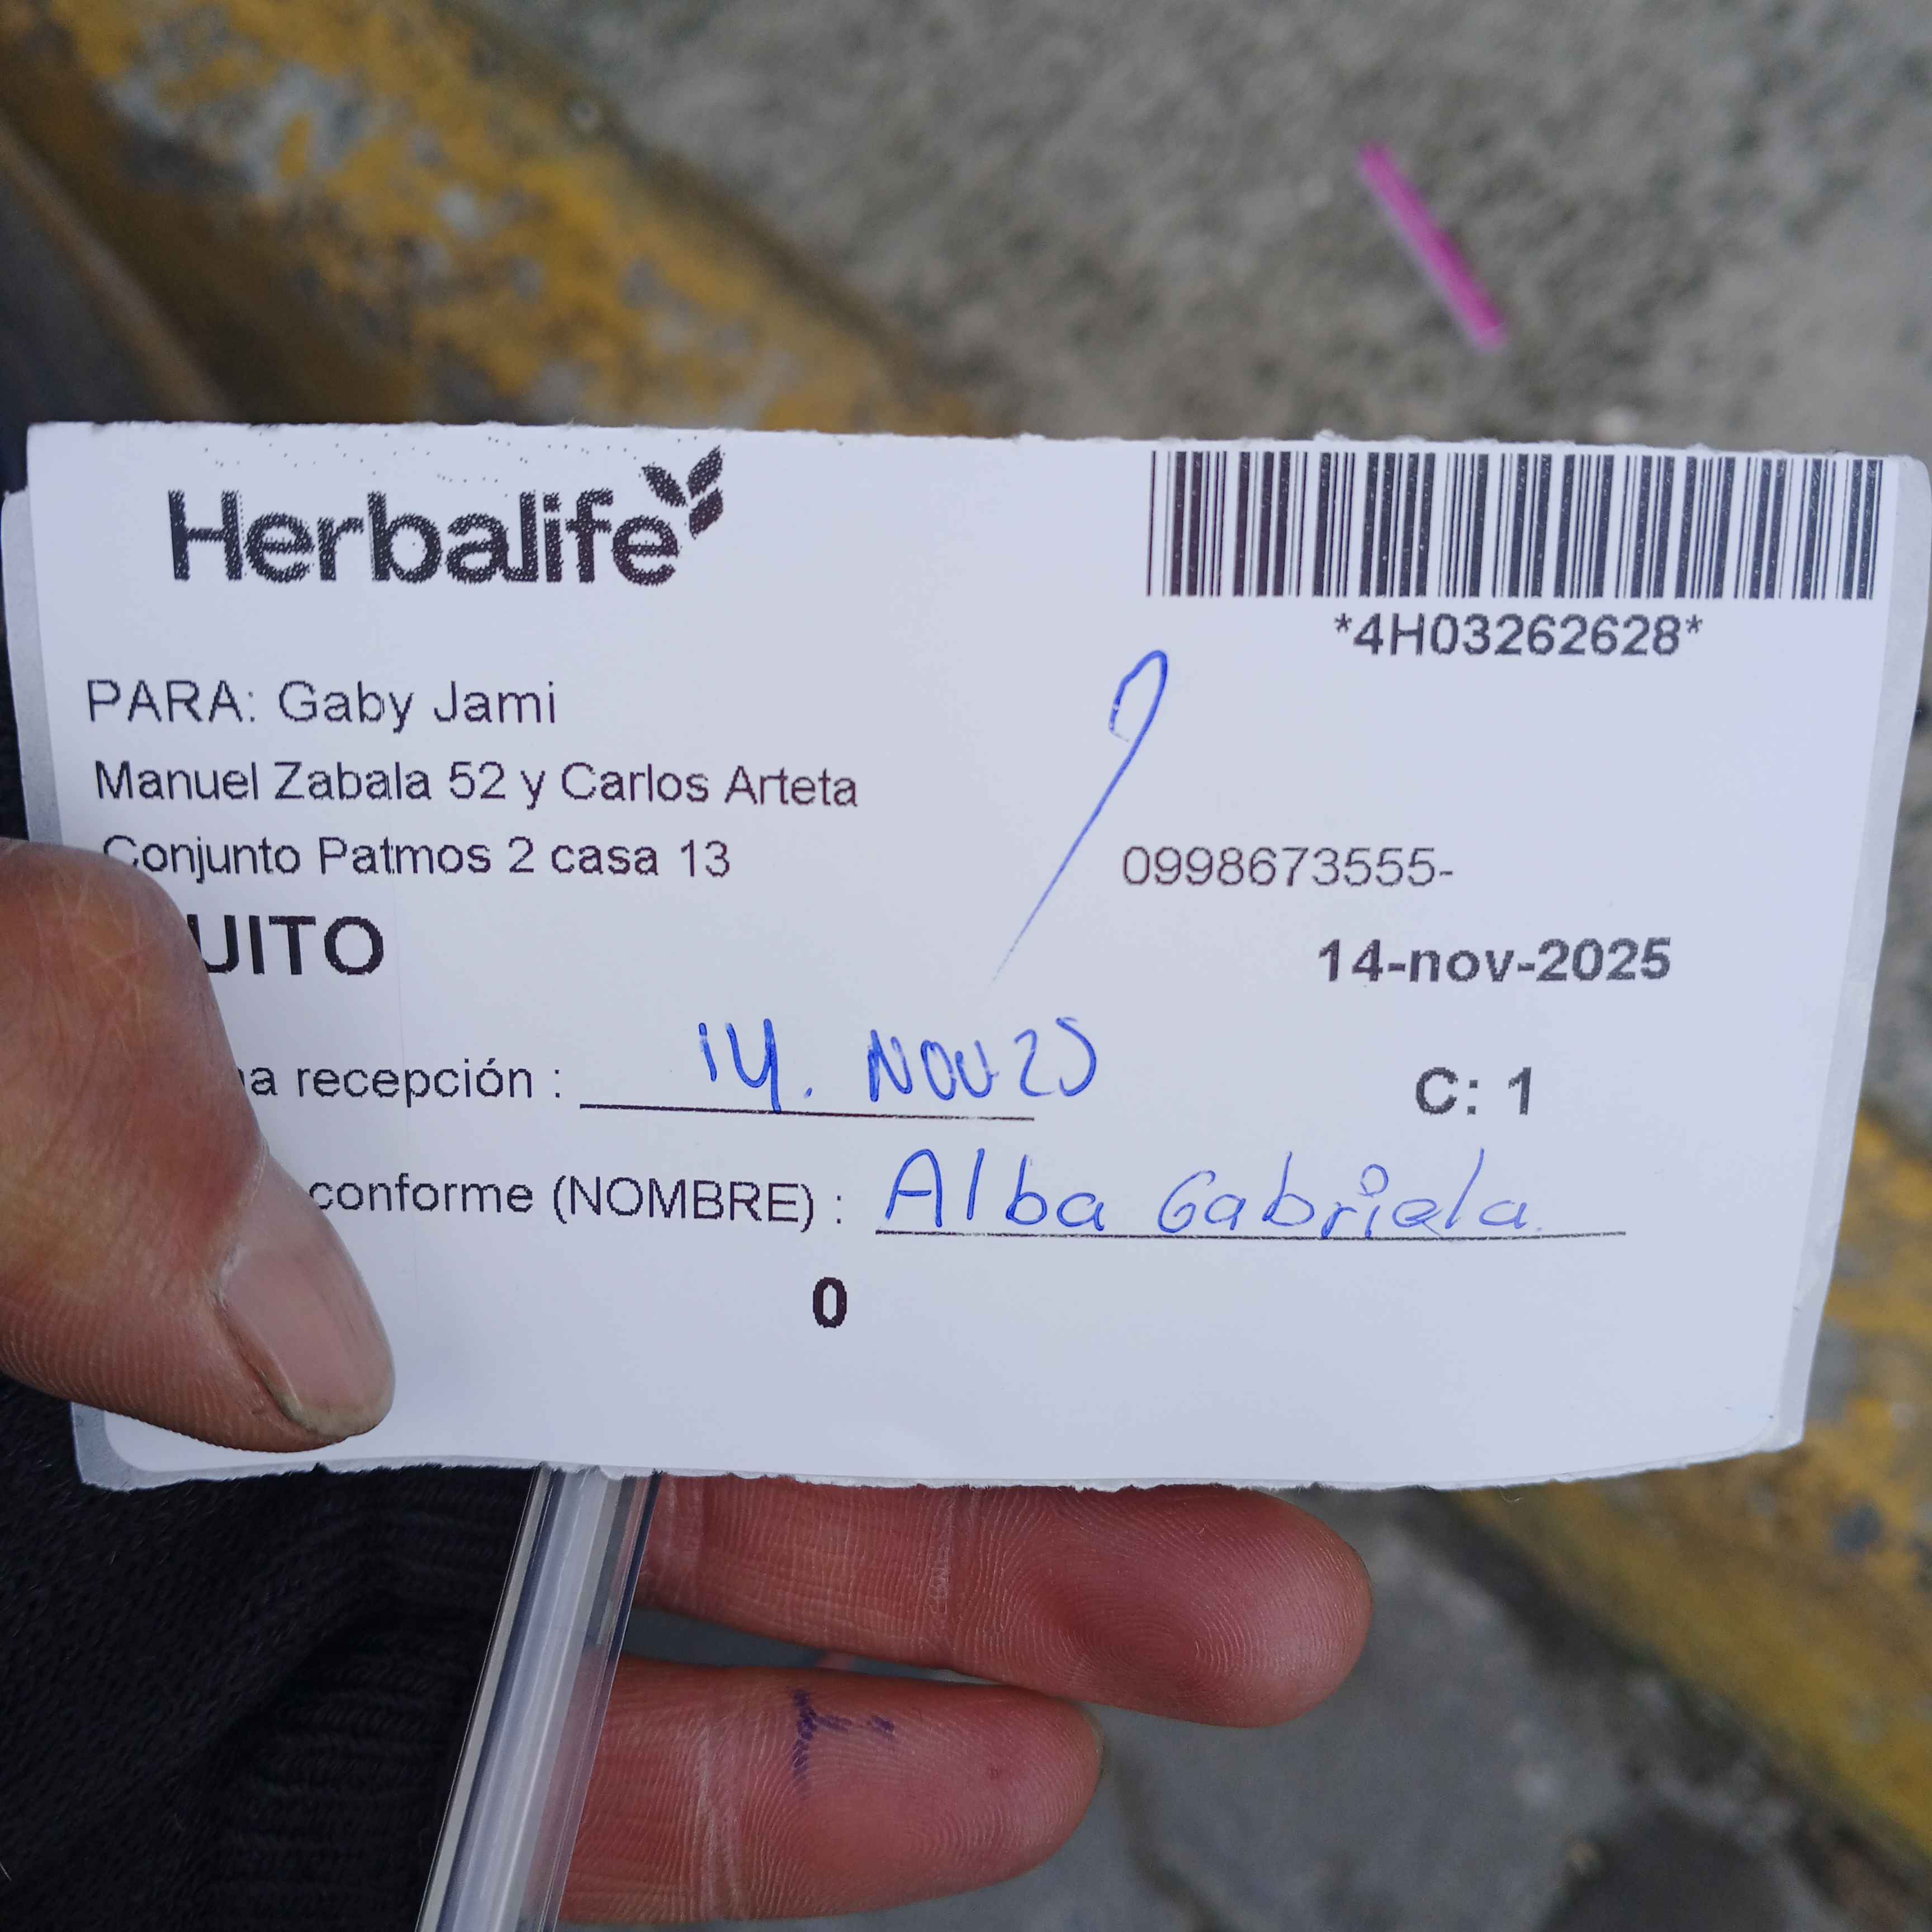 Herbalife
*4H03262628*
PARA: Gaby Jami
Manuel Zabala 52 y Carlos Arteta
Conjunto Patmos 2 casa 13
0998673555-
UITO
14-nov-2025
a recepción : 14. NOV 25
C: 1
conforme (NOMBRE) : Alba Gabriela
0